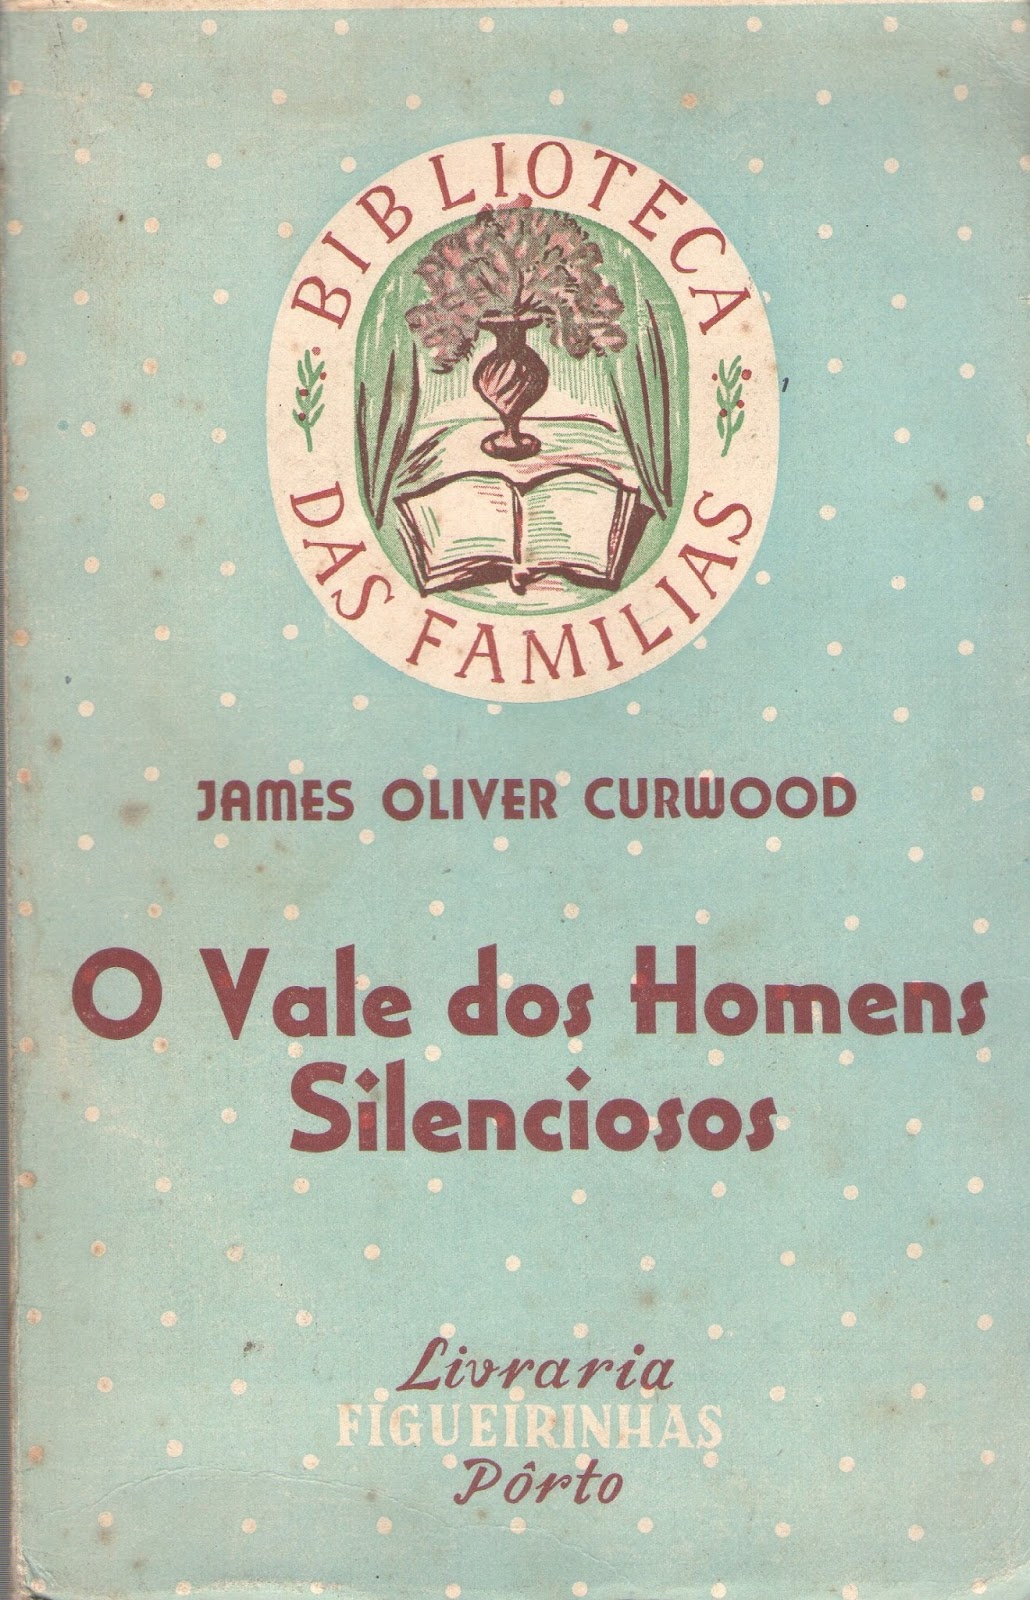 BIBLIOTECA
DAS FAMILIAS
JAMES OLIVER CURWOOD
O Vale dos Homens
Silenciosos
Livraria
FIGUEIRINHAS
Pôrto